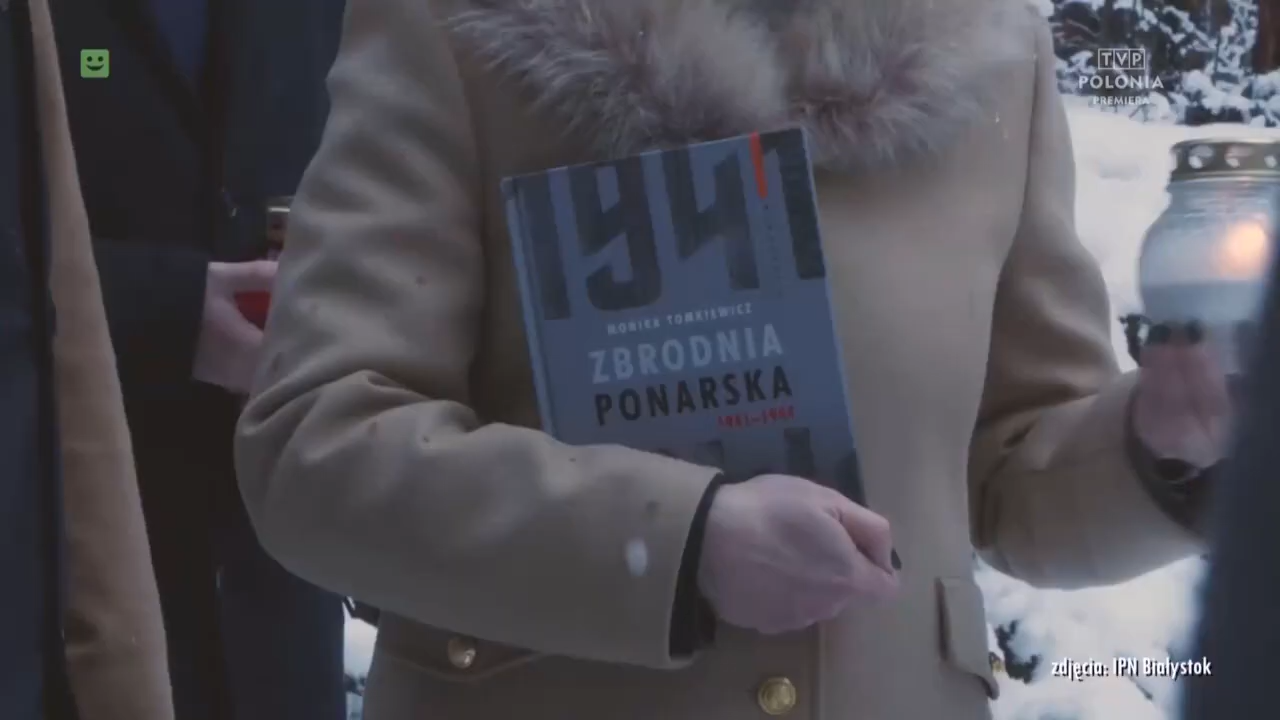 TVP
POLONIA
PREMIERA
1941
MONIKA TOMKIEWICZ
ZBRODNIA
PONARSKA
1941–1944
zdjęcia: IPN Białystok